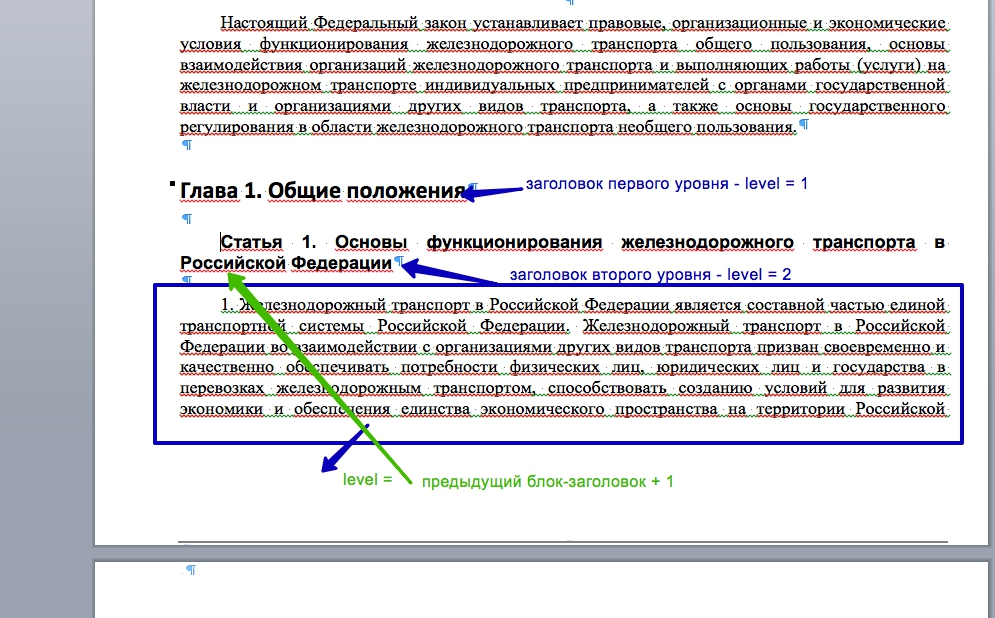 Настоящий Федеральный закон устанавливает правовые, организационные и экономические
условия функционирования железнодорожного транспорта общего пользования, основы
взаимодействия организаций железнодорожного транспорта и выполняющих работы (услуги) на
железнодорожном транспорте индивидуальных предпринимателей с органами государственной
власти и организациями других видов транспорта, а также основы государственного
регулирования в области железнодорожного транспорта необщего пользования.
Глава 1. Общие положения
заголовок первого уровня - level = 1
Статья 1. Основы функционирования железнодорожного транспорта в
Российской Федерации
заголовок второго уровня - level = 2
1. Железнодорожный транспорт в Российской Федерации является составной частью единой
транспортной системы Российской Федерации. Железнодорожный транспорт в Российской
Федерации во взаимодействии с организациями других видов транспорта призван своевременно и
качественно обеспечивать потребности физических лиц, юридических лиц и государства в
перевозках железнодорожным транспортом, способствовать созданию условий для развития
экономики и обеспечения единства экономического пространства на территории Российской
level = предыдущий блок-заголовок + 1